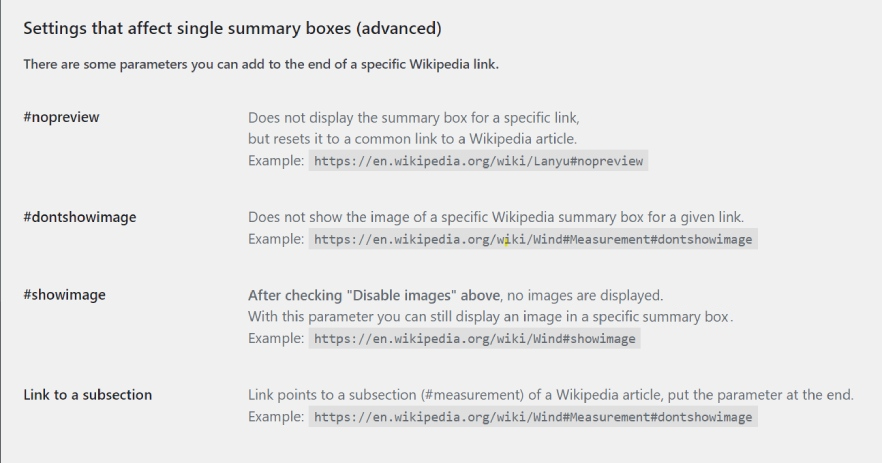 Settings that affect single summary boxes (advanced)
There are some parameters you can add to the end of a specific Wikipedia link.
#nopreview
Does not display the summary box for a specific link,
but resets it to a common link to a Wikipedia article.
Example: https://en.wikipedia.org/wiki/Lanyu#nopreview
#dontshowimage
Does not show the image of a specific Wikipedia summary box for a given link.
Example: https://en.wikipedia.org/wiki/Wind#Measurement#dontshowimage
#showimage
After checking "Disable images" above, no images are displayed.
With this parameter you can still display an image in a specific summary box.
Example: https://en.wikipedia.org/wiki/Wind#showimage
Link to a subsection
Link points to a subsection (#measurement) of a Wikipedia article, put the parameter at the end.
Example: https://en.wikipedia.org/wiki/Wind#Measurement#dontshowimage